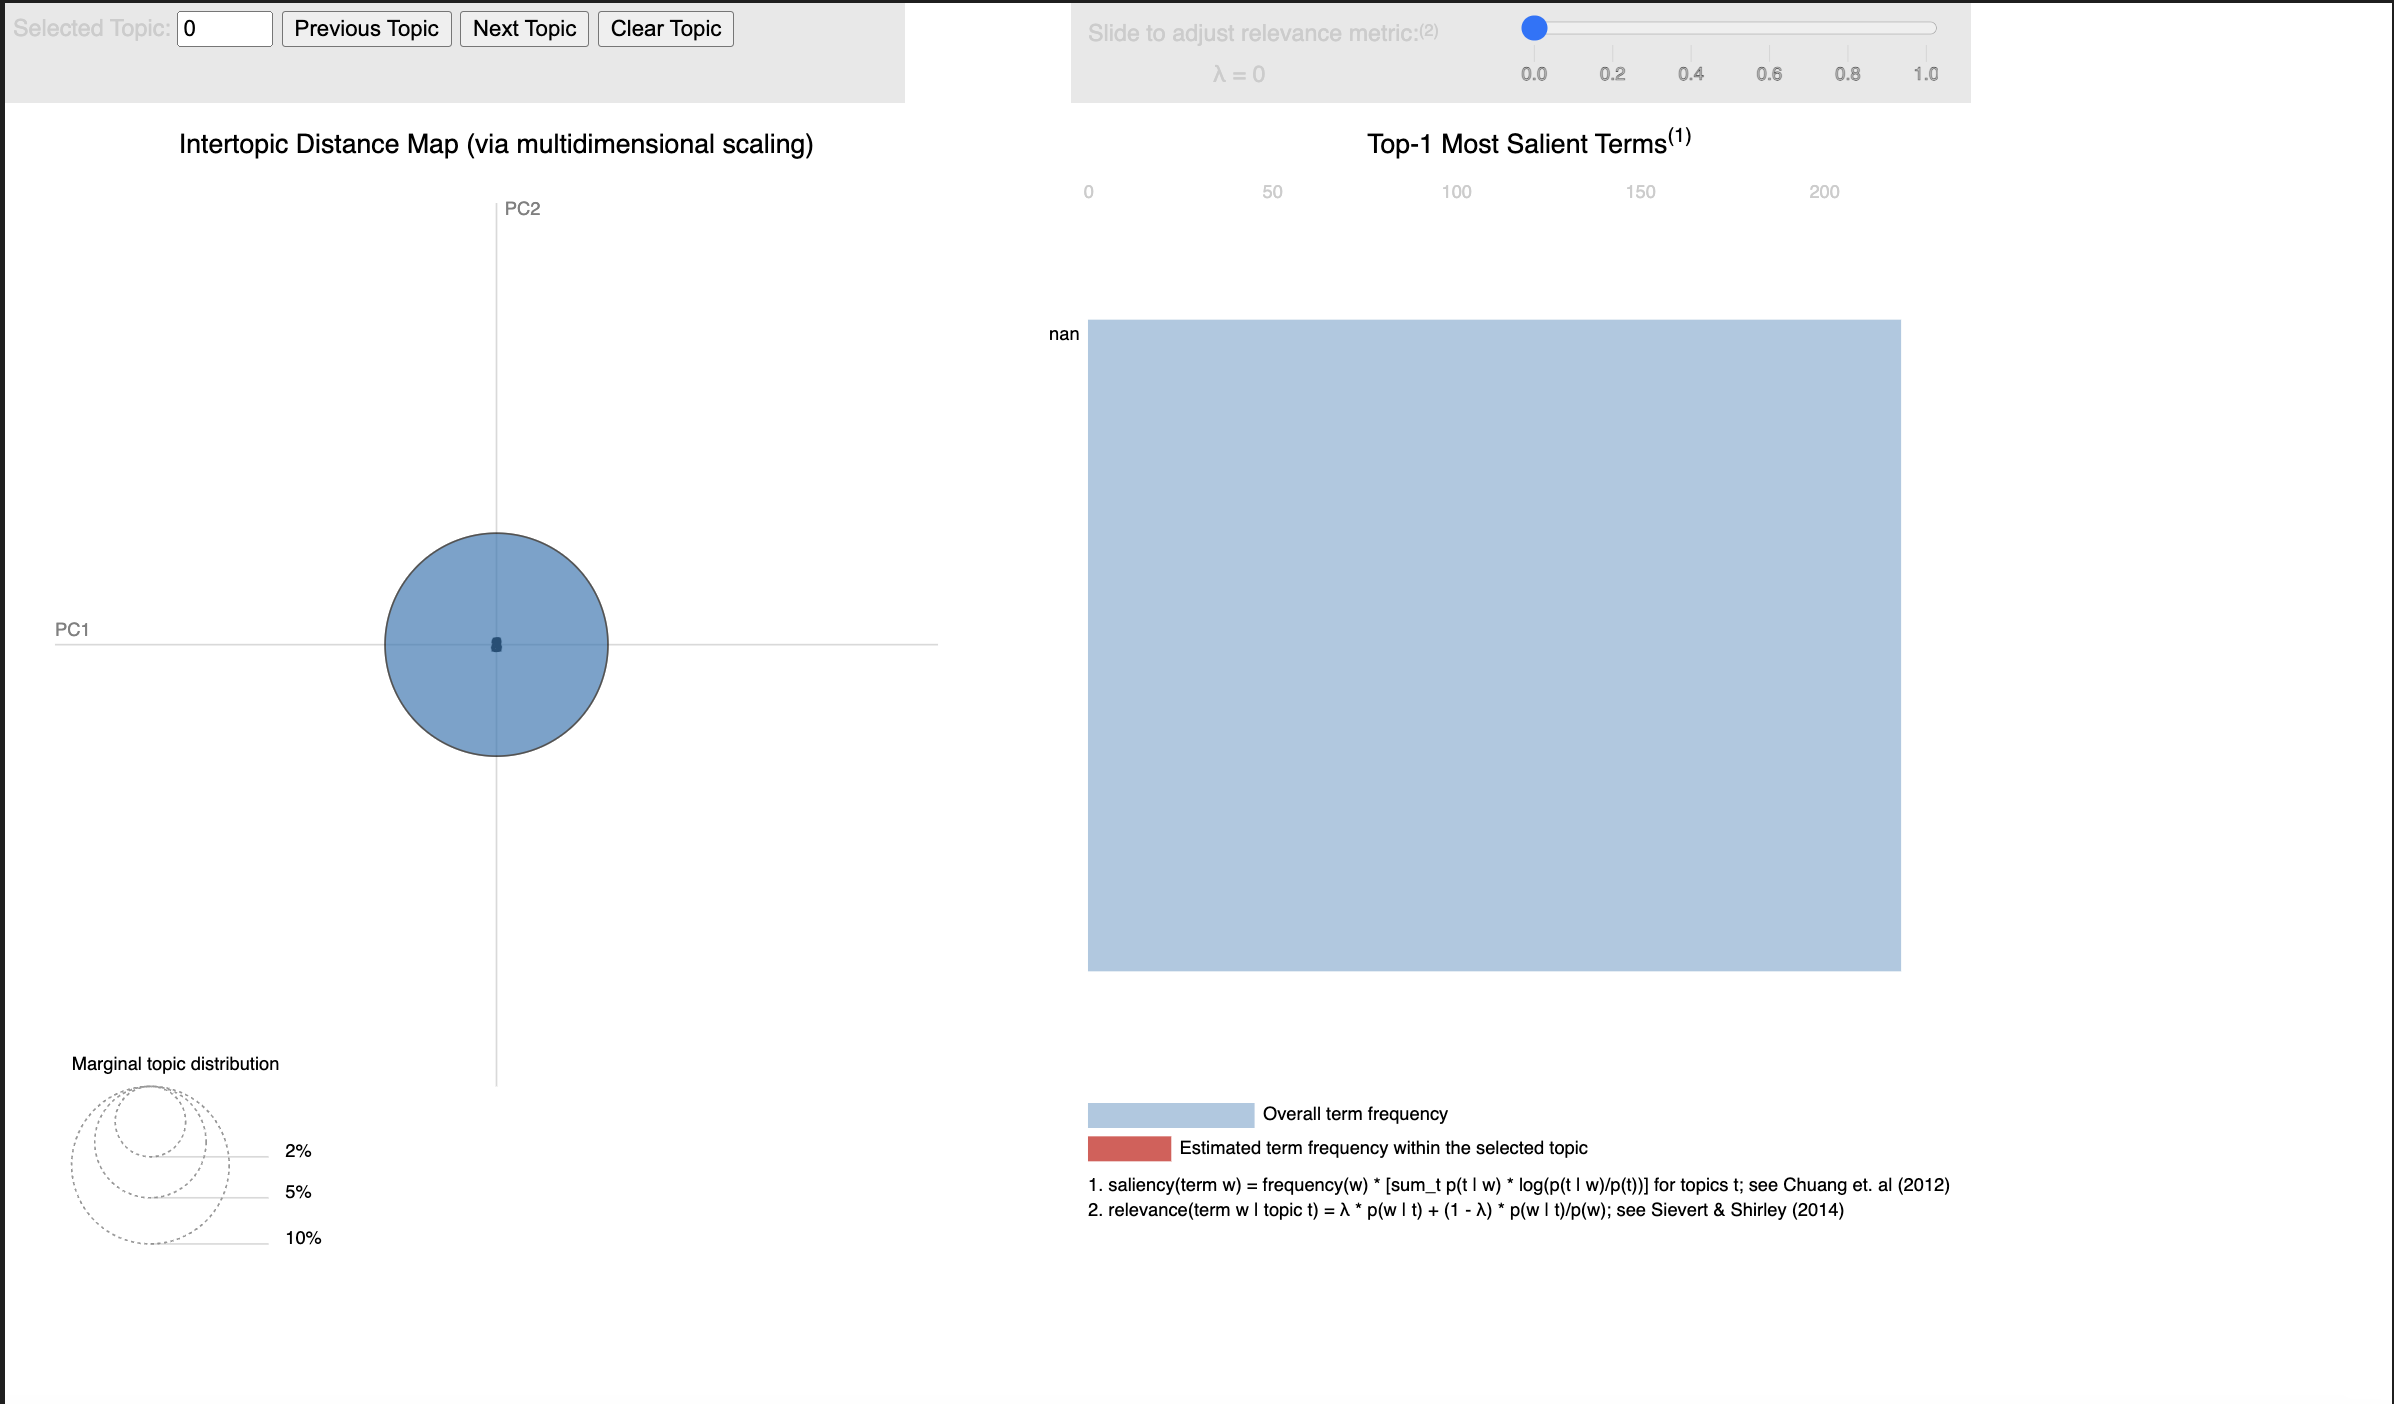 Selected Topic: 0 Previous Topic Next Topic Clear Topic
Slide to adjust relevance metric:(2)
λ = 0
0.0 0.2 0.4 0.6 0.8 1.0
Intertopic Distance Map (via multidimensional scaling)
PC2
PC1
Marginal topic distribution
2%
5%
10%
Top-1 Most Salient Terms(1)
0 50 100 150 200
nan
Overall term frequency
Estimated term frequency within the selected topic
1. saliency(term w) = frequency(w) * [sum_t p(t | w) * log(p(t | w)/p(t))] for topics t; see Chuang et. al (2012)
2. relevance(term w | topic t) = λ * p(w | t) + (1 - λ) * p(w | t)/p(w); see Sievert & Shirley (2014)